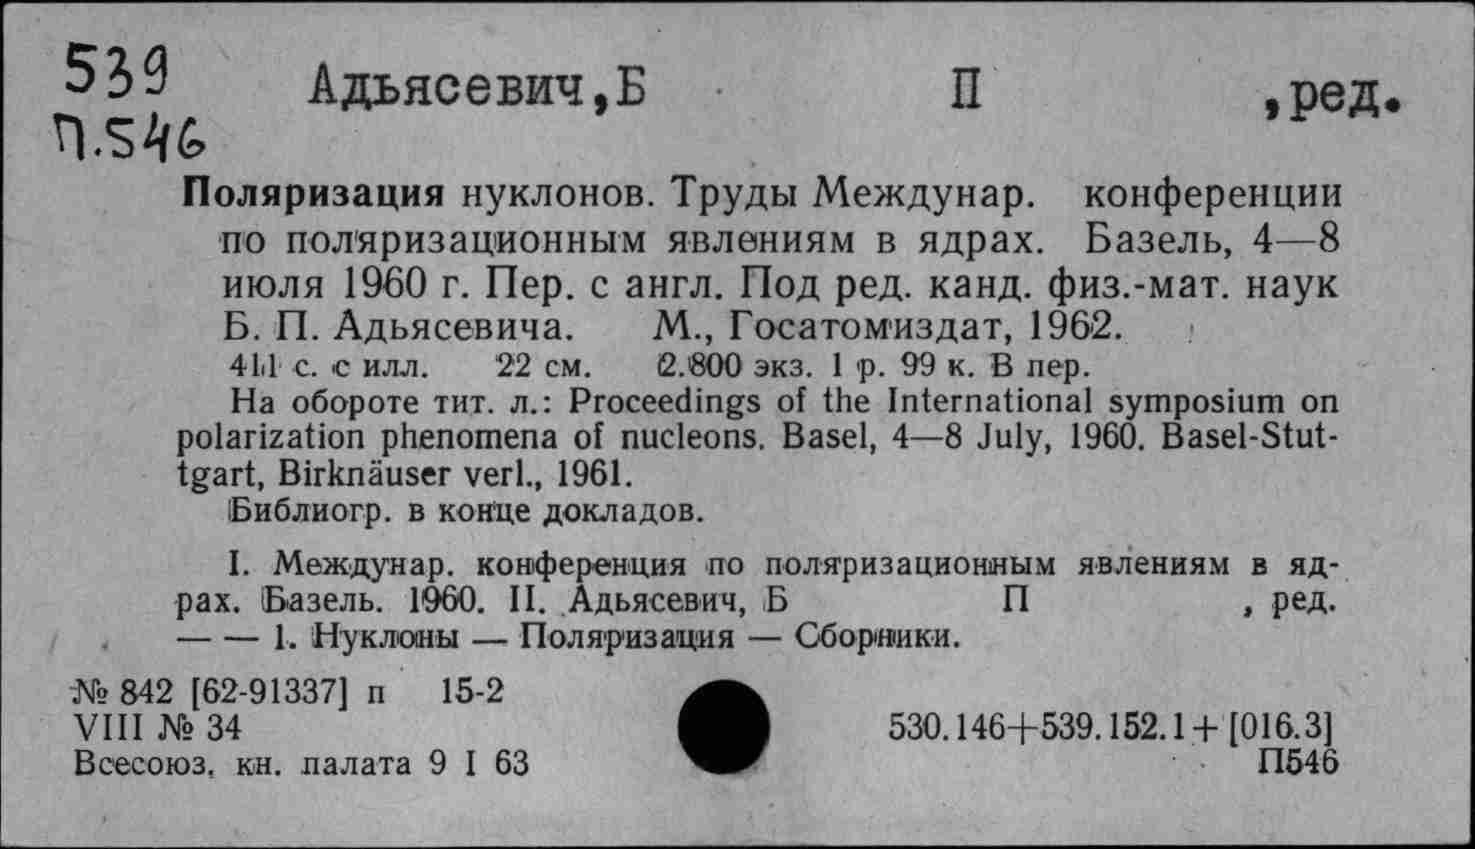 539
П.546
Адьясевич,Б П ,ред.
Поляризация нуклонов. Труды Междунар. конференции
по поляризационным явлениям в ядрах. Базель, 4—8
июля 1960 г. Пер. с англ. Под ред. канд. физ.-мат. наук
Б. П. Адьясевича. М., Госатомиздат, 1962.
411 с. с илл. 22 см. 2.800 экз. 1 р. 99 к. В пер.
На обороте тит. л.: Proceedings of the International symposium on
polarization phenomena of nucleons. Basel, 4—8 July, 1960. Basel-Stut-
tgart, Birknäuser verl., 1961.
Библиогр. в конце докладов.
I. Междунар. конференция по поляризационным явлениям в яд-
рах. Базель. 1960. II. Адьясевич, Б П , ред.
— — 1. Нуклоны — Поляризация — Сборники.
№ 842 [62-91337] п 15-2
VIII № 34 530.146+539.152.1+[016.3]
Всесоюз. кн. палата 9 I 63 П546